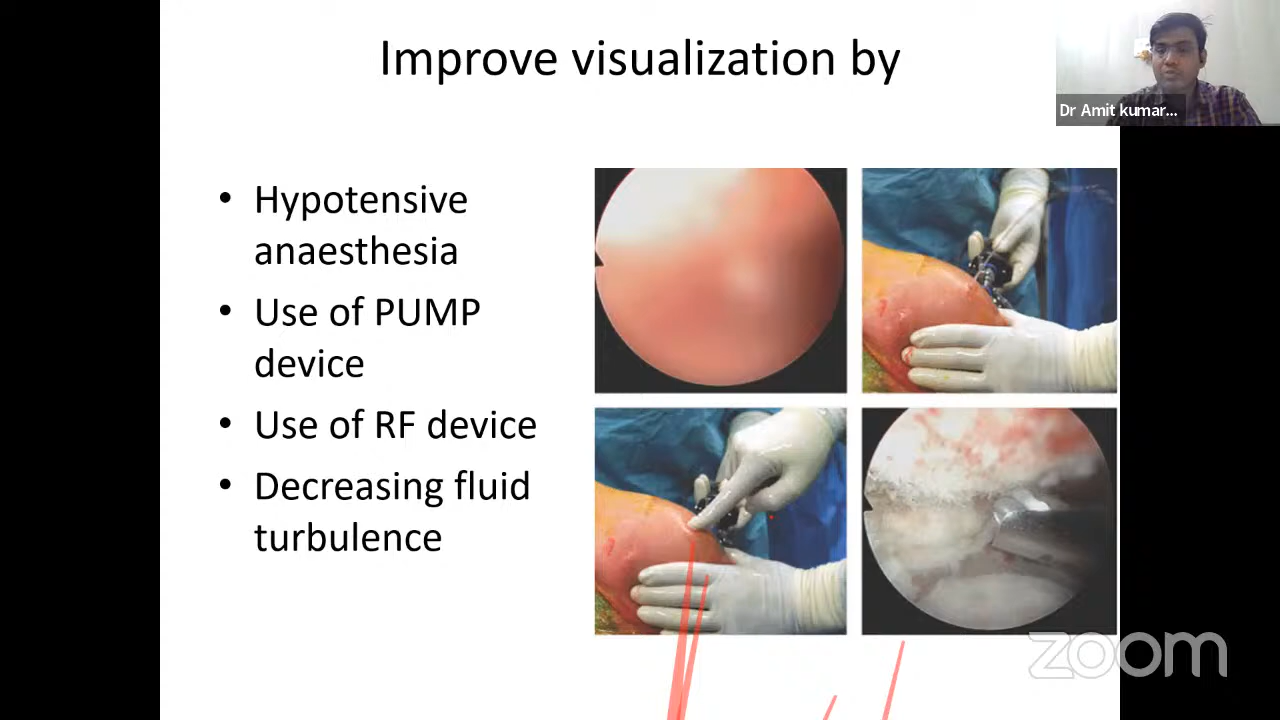 Improve visualization by
Dr Amit kumar...
• Hypotensive
anaesthesia
• Use of PUMP
device
• Use of RF device
• Decreasing fluid
turbulence
zoom